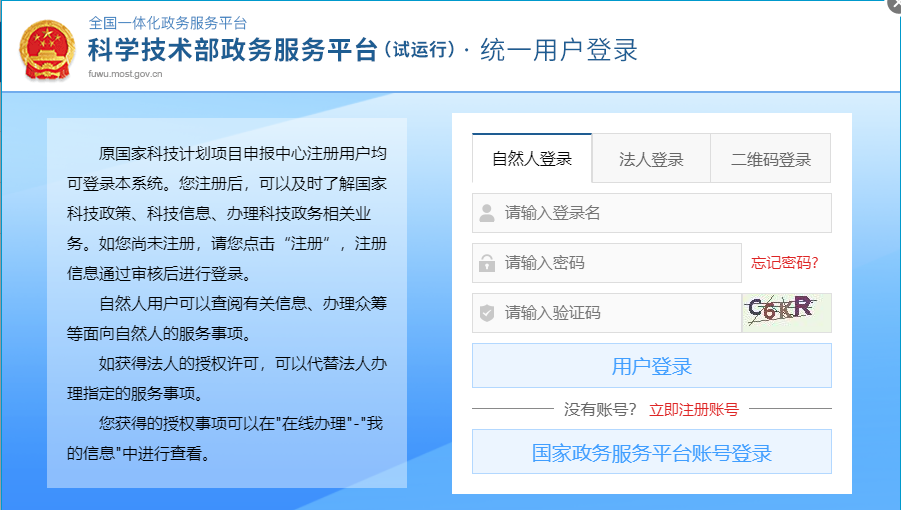 全国一体化政务服务平台
科学技术部政务服务平台(试运行)·统一用户登录
fuwu.most.gov.cn
原国家科技计划项目申报中心注册用户均
可登录本系统。您注册后，可以及时了解国家
科技政策、科技信息、办理科技政务相关业
务。如您尚未注册，请您点击“注册”，注册
信息通过审核后进行登录。
自然人用户可以查阅有关信息、办理众筹
等面向自然人的服务事项。
如获得法人的授权许可，可以代替法人办
理指定的服务事项。
您获得的授权事项可以在"在线办理"-"我
的信息"中进行查看。
自然人登录 法人登录 二维码登录
请输入登录名
请输入密码 忘记密码?
请输入验证码 C6KR
用户登录
没有账号? 立即注册账号
国家政务服务平台账号登录